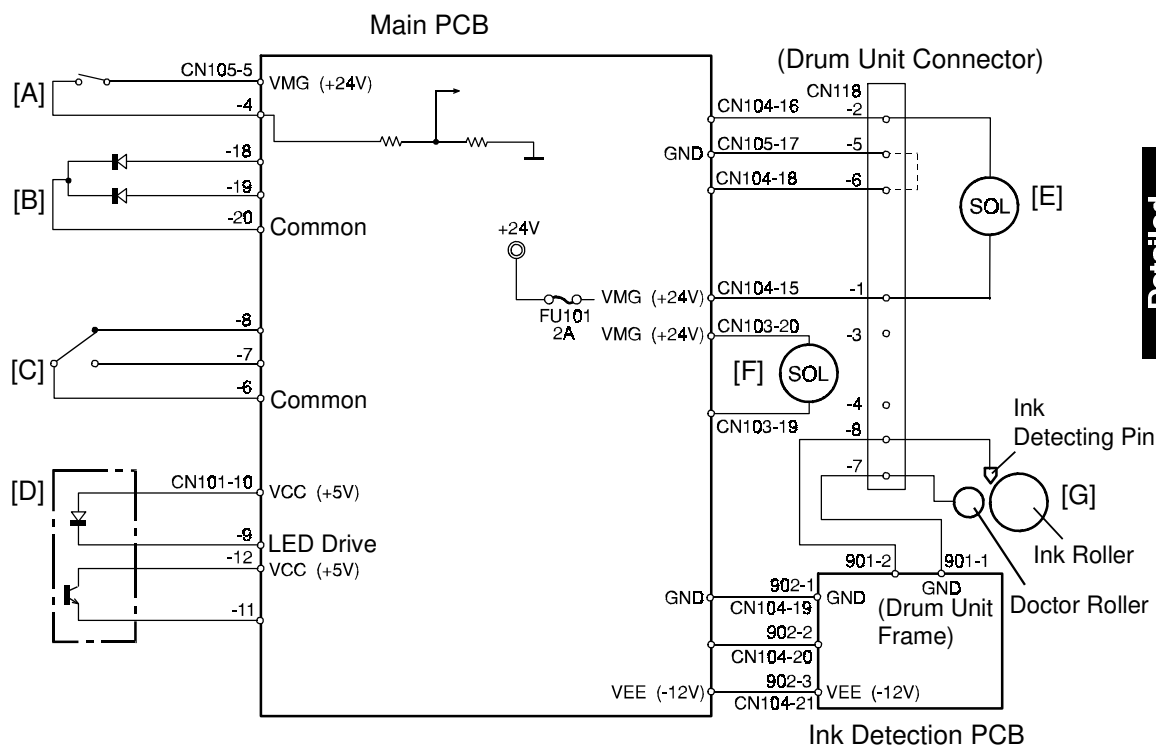 Main PCB
(Drum Unit Connector)
[A]
CN105-5
VMG (+24V)
-4
[B]
-18
-19
-20
Common
+24V
FU101
2A
VMG (+24V)
VMG (+24V)
[C]
-8
-7
-6
Common
[D]
CN101-10
VCC (+5V)
-9
LED Drive
-12
VCC (+5V)
-11
CN118
CN104-16
-2
GND
CN105-17
-5
CN104-18
-6
SOL
[E]
CN104-15
-1
CN103-20
-3
[F]
SOL
CN103-19
-4
-8
-7
Ink
Detecting Pin
[G]
Ink Roller
Doctor Roller
901-2
901-1
GND
(Drum Unit
Frame)
GND
902-1
CN104-19
GND
902-2
CN104-20
VEE (-12V)
902-3
CN104-21
VEE (-12V)
Ink Detection PCB
Detailed